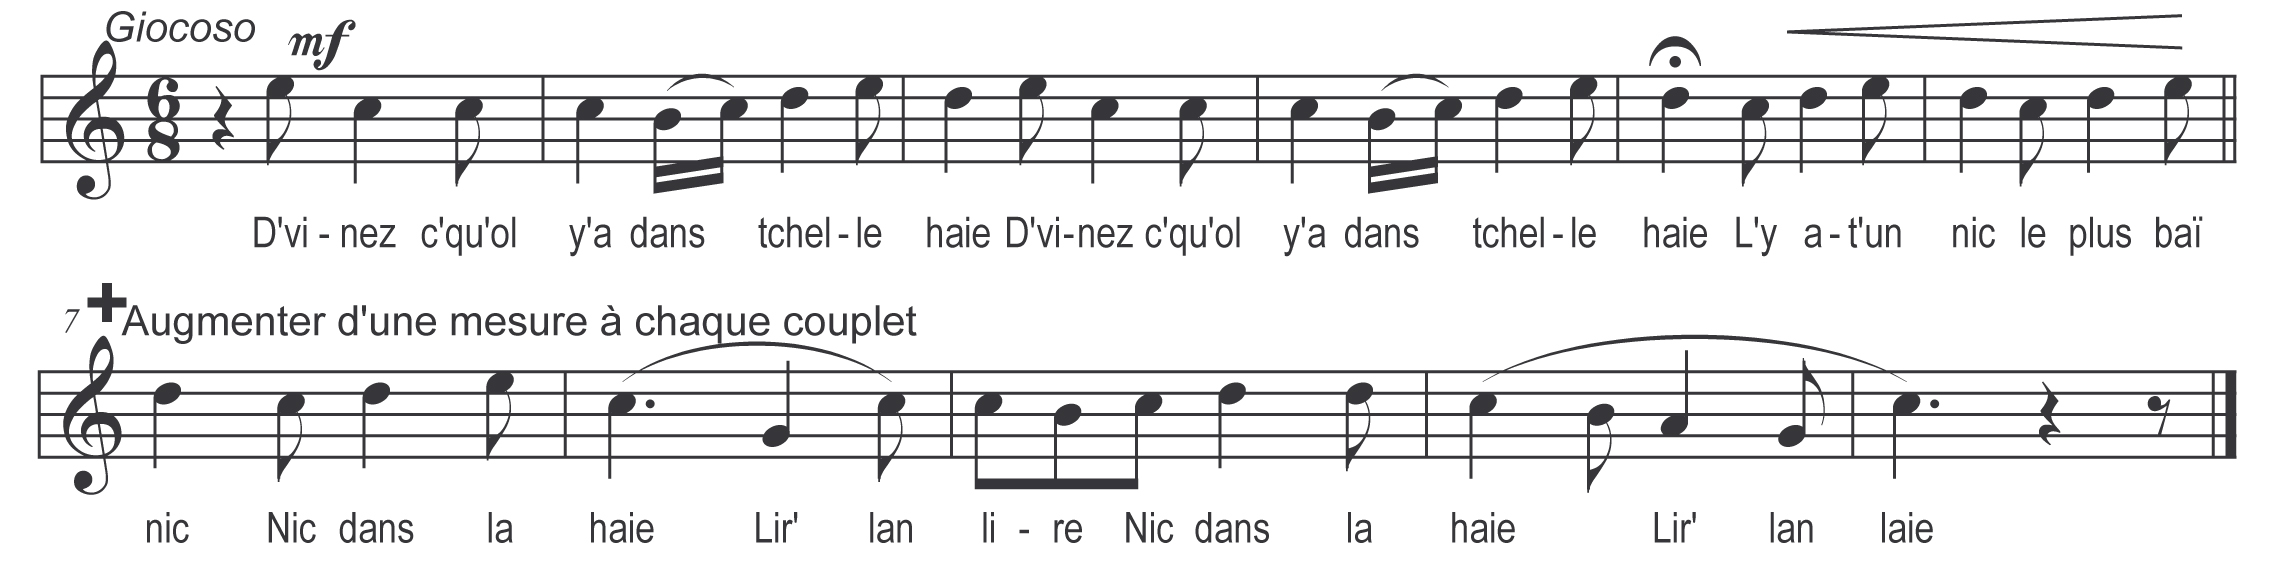 Giocoso
mf
6
8
D'vi - nez c'qu'ol y'a dans tchel - le haie D'vi-nez c'qu'ol y'a dans tchel - le haie L'y a - t'un nic le plus baï
7 +Augmenter d'une mesure à chaque couplet
nic Nic dans la haie Lir' lan li - re Nic dans la haie Lir' lan laie